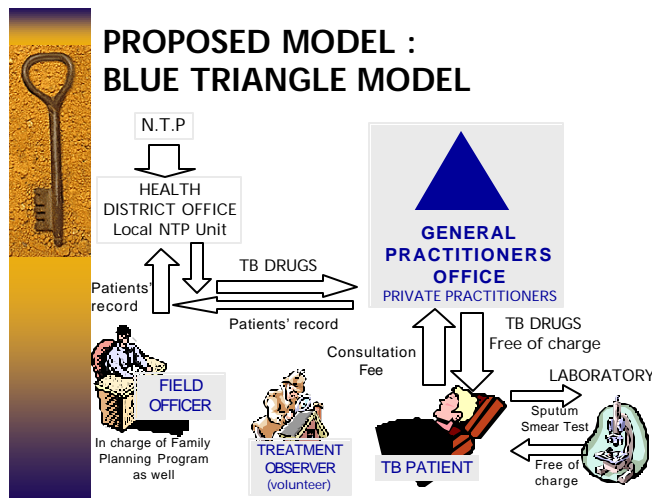 PROPOSED MODEL :
BLUE TRIANGLE MODEL
N.T.P
HEALTH
DISTRICT OFFICE
Local NTP Unit
GENERAL
PRACTITIONERS
OFFICE
PRIVATE PRACTITIONERS
TB DRUGS
Patients'
record
Patients' record
TB DRUGS
Free of charge
Consultation
Fee
LABORATORY
FIELD
OFFICER
Sputum
Smear Test
In charge of Family
Planning Program
as well
TREATMENT
OBSERVER
(volunteer)
TB PATIENT
Free of
charge